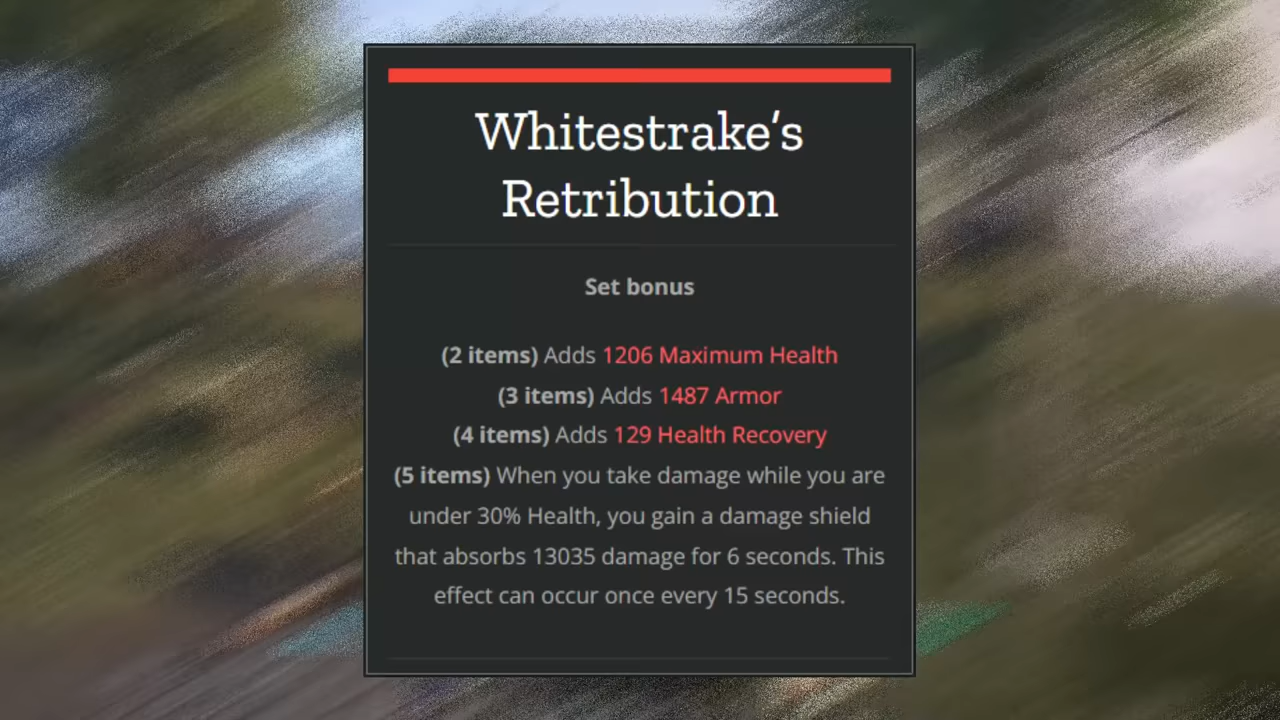 Whitestrake's
Retribution
Set bonus
(2 items) Adds 1206 Maximum Health
(3 items) Adds 1487 Armor
(4 items) Adds 129 Health Recovery
(5 items) When you take damage while you are
under 30% Health, you gain a damage shield
that absorbs 13035 damage for 6 seconds. This
effect can occur once every 15 seconds.